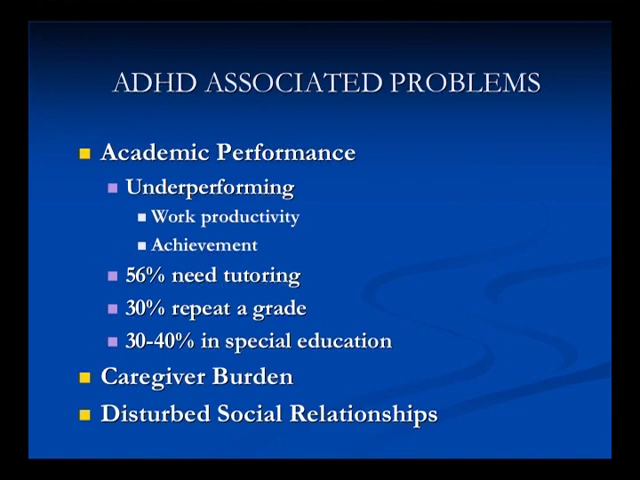 ADHD ASSOCIATED PROBLEMS
Academic Performance
Underperforming
Work productivity
Achievement
56% need tutoring
30% repeat a grade
30-40% in special education
Caregiver Burden
Disturbed Social Relationships